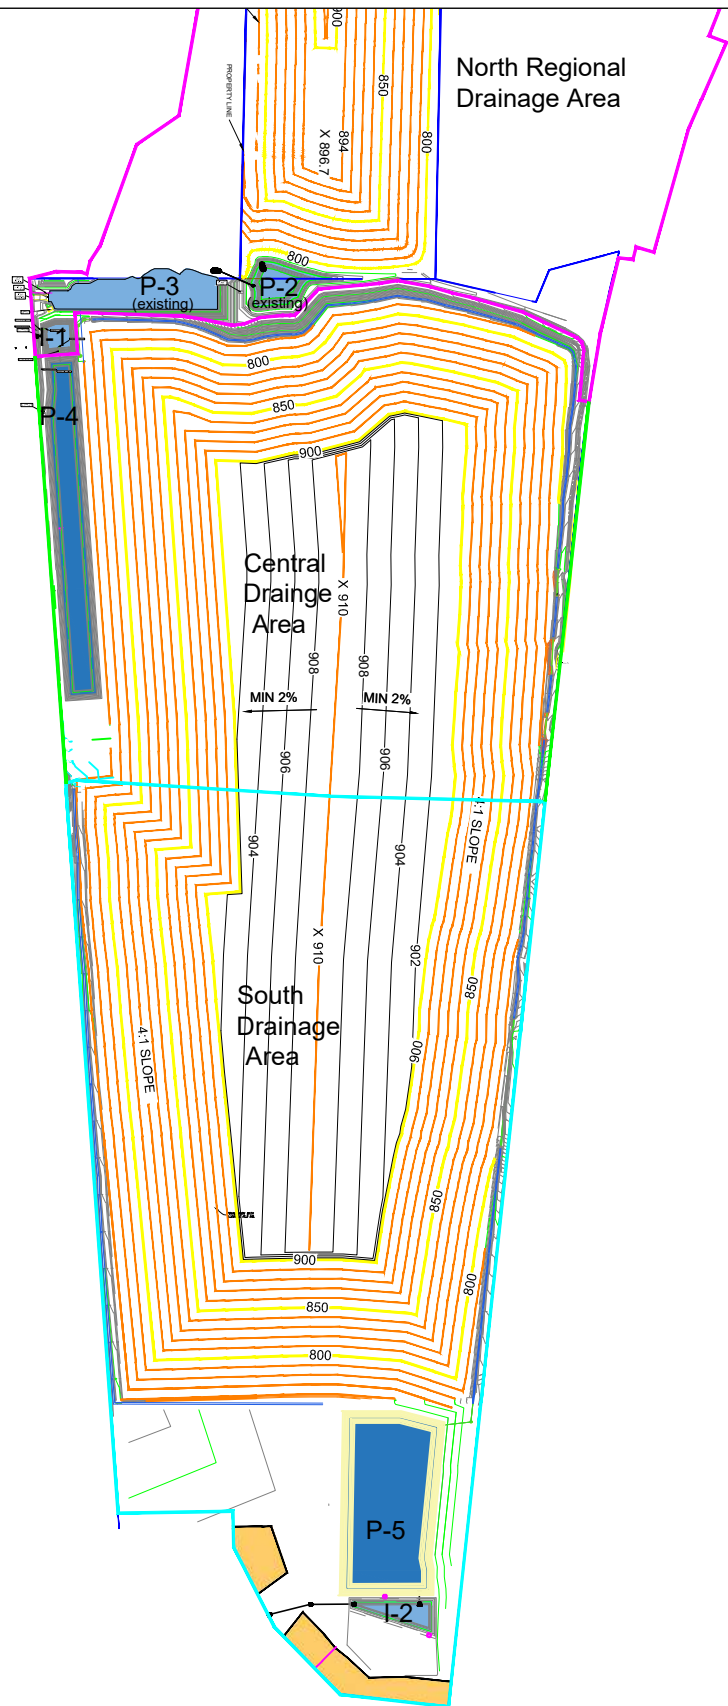 900
North Regional
Drainage Area
850
PROPERTY LINE
800
894
X 896.7
800
P-3
(existing)
P-2
(existing)
I-1
800
850
P-4
900
Central
Drainge
Area
X 910
908
908
MIN 2%
MIN 2%
906
906
4:1 SLOPE
904
904
X 910
902
850
South
Drainage
Area
900
4:1 SLOPE
850
900
800
850
800
P-5
I-2